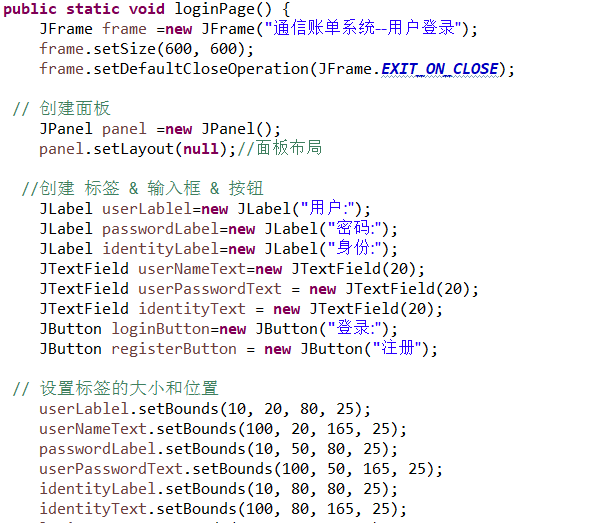 public static void loginPage() {
JFrame frame =new JFrame("通信账单系统--用户登录");
frame.setSize(600, 600);
frame.setDefaultCloseOperation(JFrame.EXIT_ON_CLOSE);
// 创建面板
JPanel panel =new JPanel();
panel.setLayout(null);//面板布局
//创建 标签 & 输入框 & 按钮
JLabel userLablel=new JLabel("用户:");
JLabel passwordLabel=new JLabel("密码:");
JLabel identityLabel=new JLabel("身份:");
JTextField userNameText=new JTextField(20);
JTextField userPasswordText = new JTextField(20);
JTextField identityText = new JTextField(20);
JButton loginButton=new JButton("登录:");
JButton registerButton = new JButton("注册");
// 设置标签的大小和位置
userLablel.setBounds(10, 20, 80, 25);
userNameText.setBounds(100, 20, 165, 25);
passwordLabel.setBounds(10, 50, 80, 25);
userPasswordText.setBounds(100, 50, 165, 25);
identityLabel.setBounds(10, 80, 80, 25);
identityText.setBounds(100, 80, 165, 25);